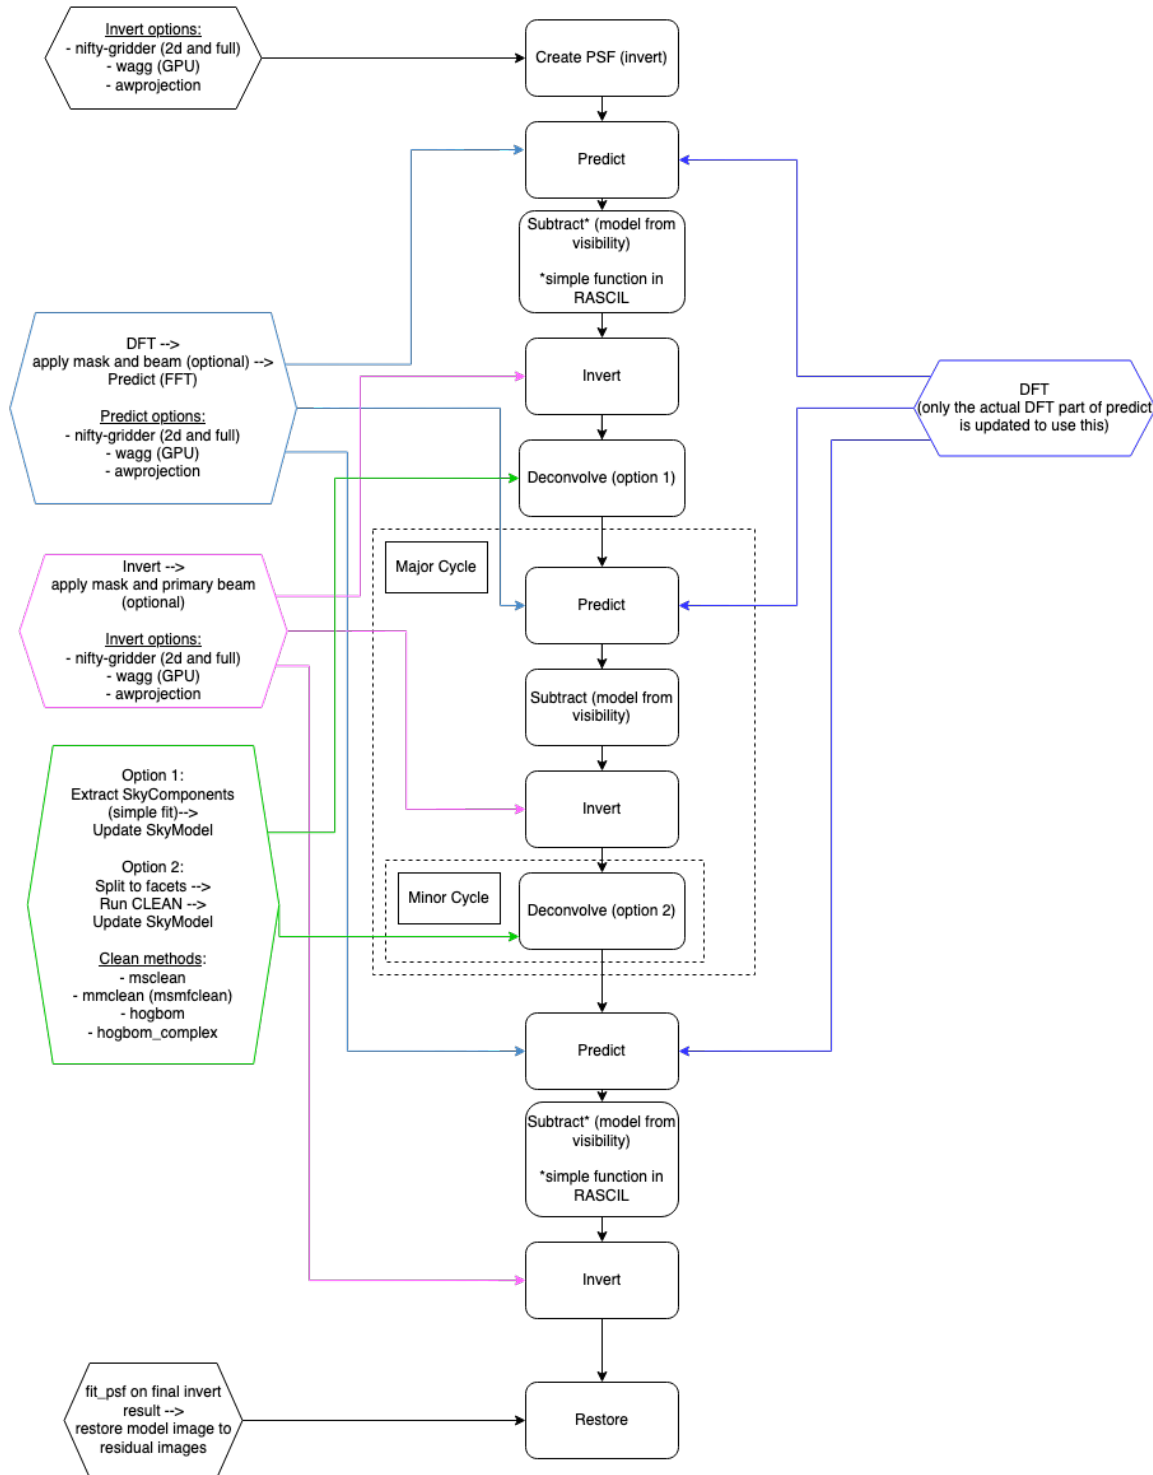 Invert options:
- nifty-gridder (2d and full)
- wagg (GPU)
- awprojection
Create PSF (invert)
Predict
Subtract* (model from
visibility)
*simple function in
RASCIL
DFT -->
apply mask and beam (optional) -->
Predict (FFT)
Predict options:
- nifty-gridder (2d and full)
- wagg (GPU)
- awprojection
Invert
DFT
(only the actual DFT part of predict
is updated to use this)
Deconvolve (option 1)
Major Cycle
Invert -->
apply mask and primary beam
(optional)
Invert options:
- nifty-gridder (2d and full)
- wagg (GPU)
- awprojection
Predict
Subtract (model from
visibility)
Invert
Option 1:
Extract SkyComponents
(simple fit)-->
Update SkyModel
Option 2:
Split to facets -->
Run CLEAN -->
Update SkyModel
Clean methods:
- msclean
- mmclean (msmfclean)
- hogbom
- hogbom_complex
Minor Cycle
Deconvolve (option 2)
Predict
Subtract* (model from
visibility)
*simple function in
RASCIL
Invert
fit_psf on final invert
result -->
restore model image to
residual images
Restore